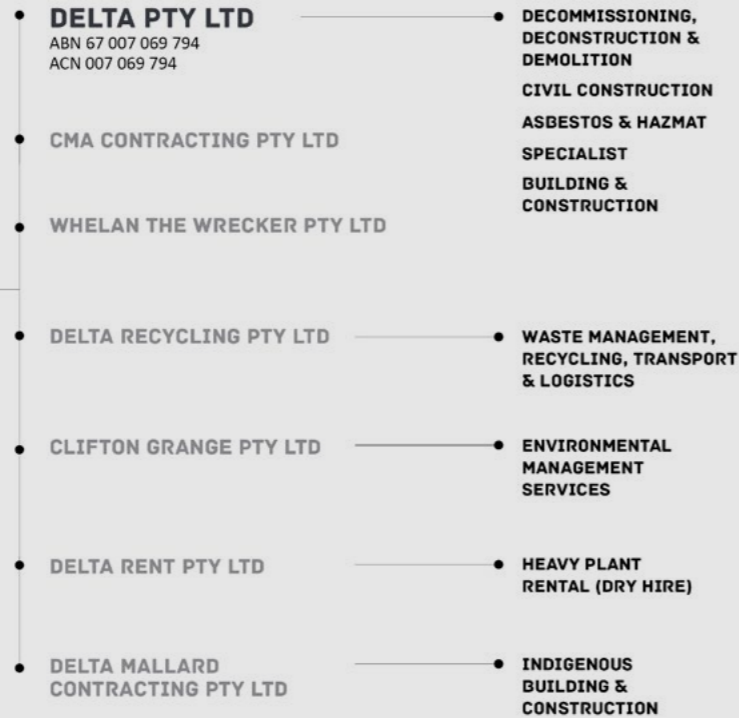 DELTA PTY LTD
ABN 67 007 069 794
ACN 007 069 794
DECOMMISSIONING,
DECONSTRUCTION &
DEMOLITION
CIVIL CONSTRUCTION
ASBESTOS & HAZMAT
SPECIALIST
BUILDING &
CONSTRUCTION
CMA CONTRACTING PTY LTD
WHELAN THE WRECKER PTY LTD
DELTA RECYCLING PTY LTD
WASTE MANAGEMENT,
RECYCLING, TRANSPORT
& LOGISTICS
CLIFTON GRANGE PTY LTD
ENVIRONMENTAL
MANAGEMENT
SERVICES
DELTA RENT PTY LTD
HEAVY PLANT
RENTAL (DRY HIRE)
DELTA MALLARD
CONTRACTING PTY LTD
INDIGENOUS
BUILDING &
CONSTRUCTION